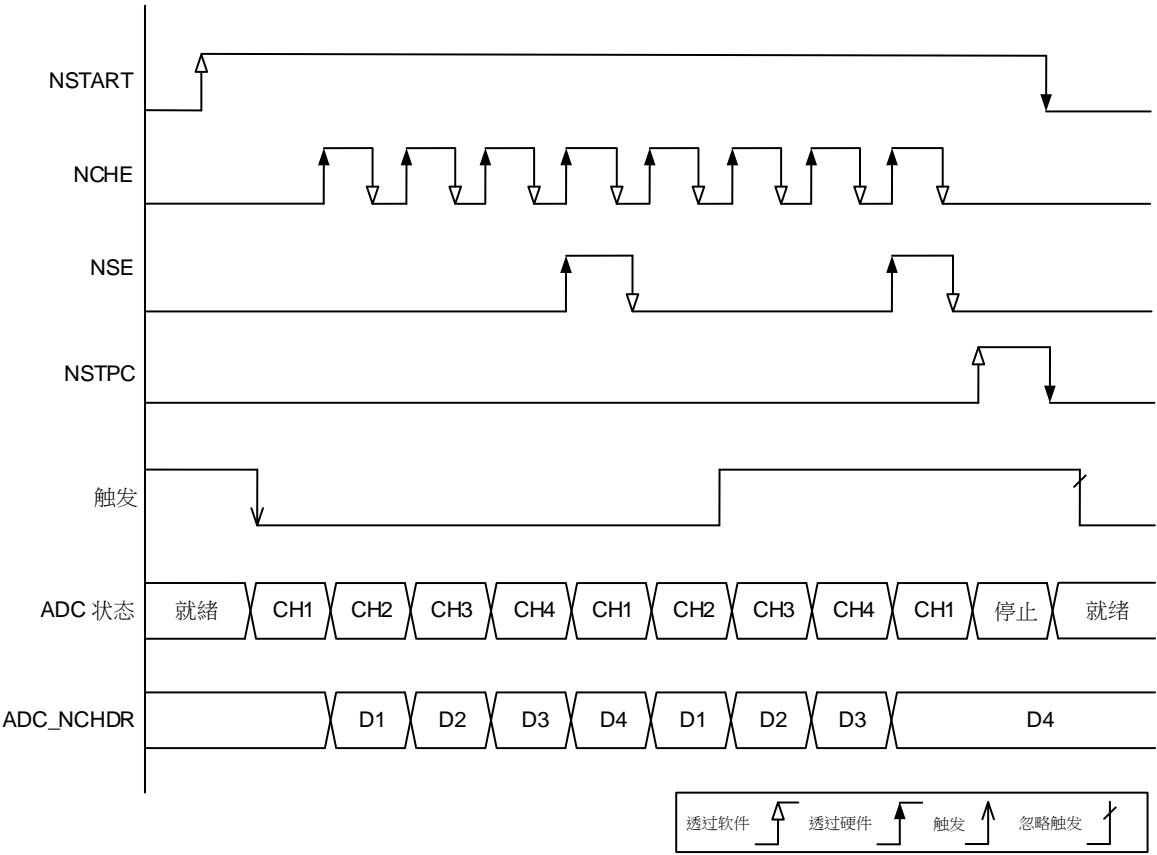 NSTART
NCHE
NSE
NSTPC
触发
ADC 状态 就緒 CH1 CH2 CH3 CH4 CH1 CH2 CH3 CH4 CH1 停止 就绪
ADC_NCHDR D1 D2 D3 D4 D1 D2 D3 D4
透过软件 透过硬件 触发 忽略触发